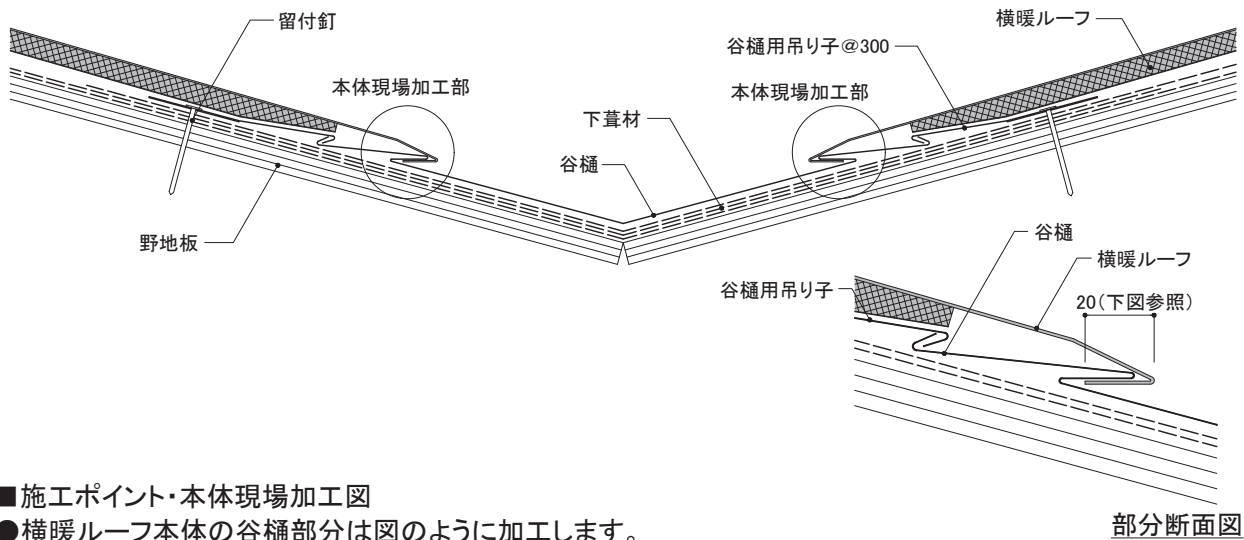 留付釘
横暖ルーフ
谷樋用吊り子@300
本体現場加工部
本体現場加工部
下葺材
谷樋
野地板
谷樋
横暖ルーフ
谷樋用吊り子
20(下図参照)
■施工ポイント・本体現場加工図
●横暖ルーフ本体の谷樋部分は図のように加工します。
部分断面図